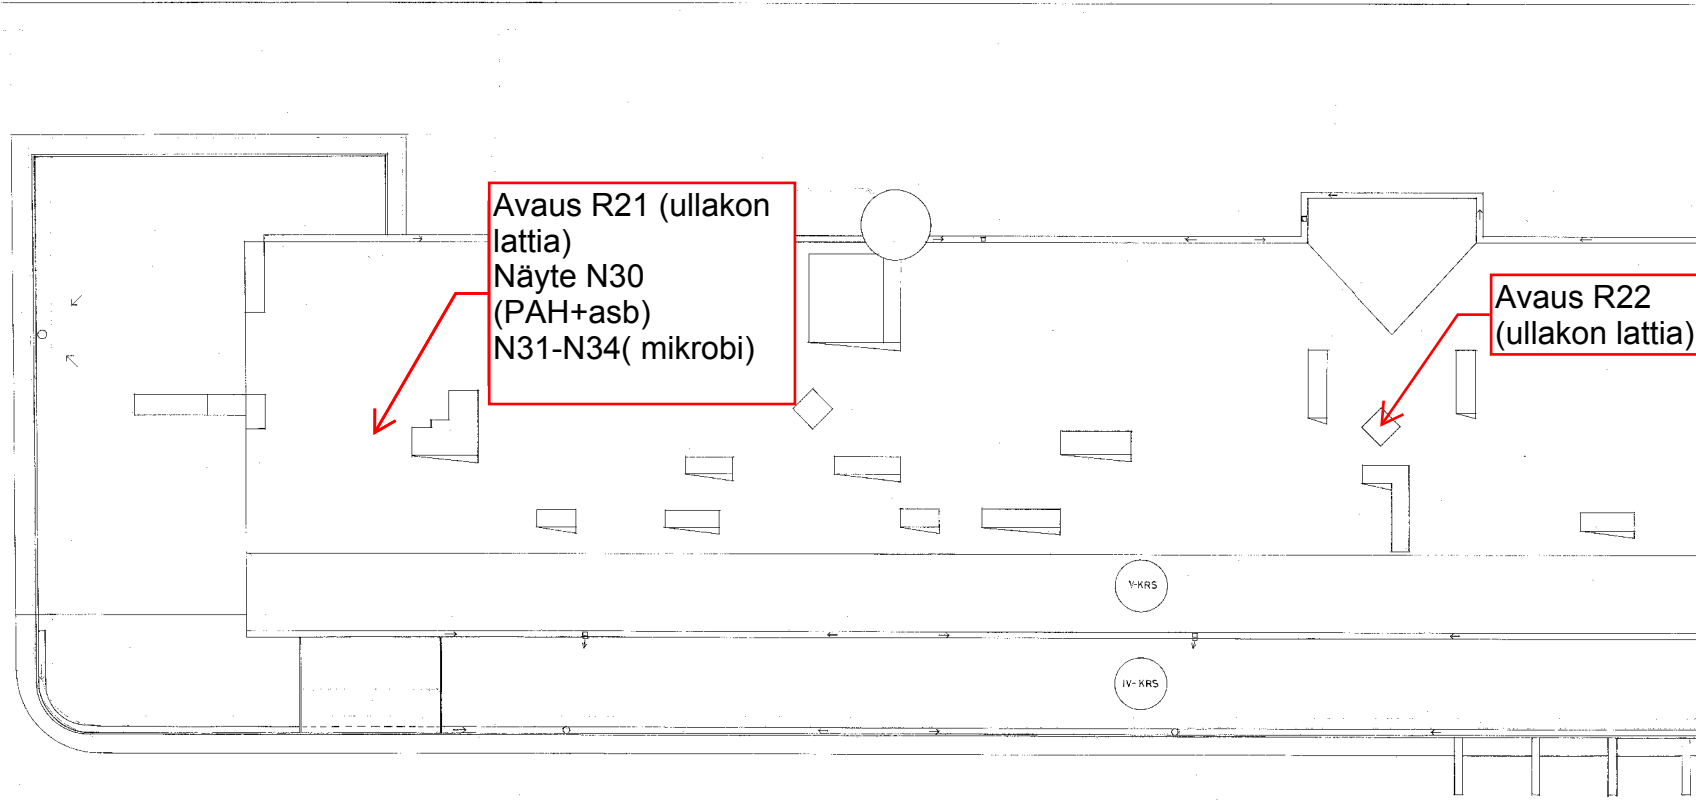 Avaus R21 (ullakon
lattia)
Näyte N30
(PAH+asb)
N31-N34( mikrobi)
Avaus R22
(ullakon lattia)
V-KRS
IV-KRS